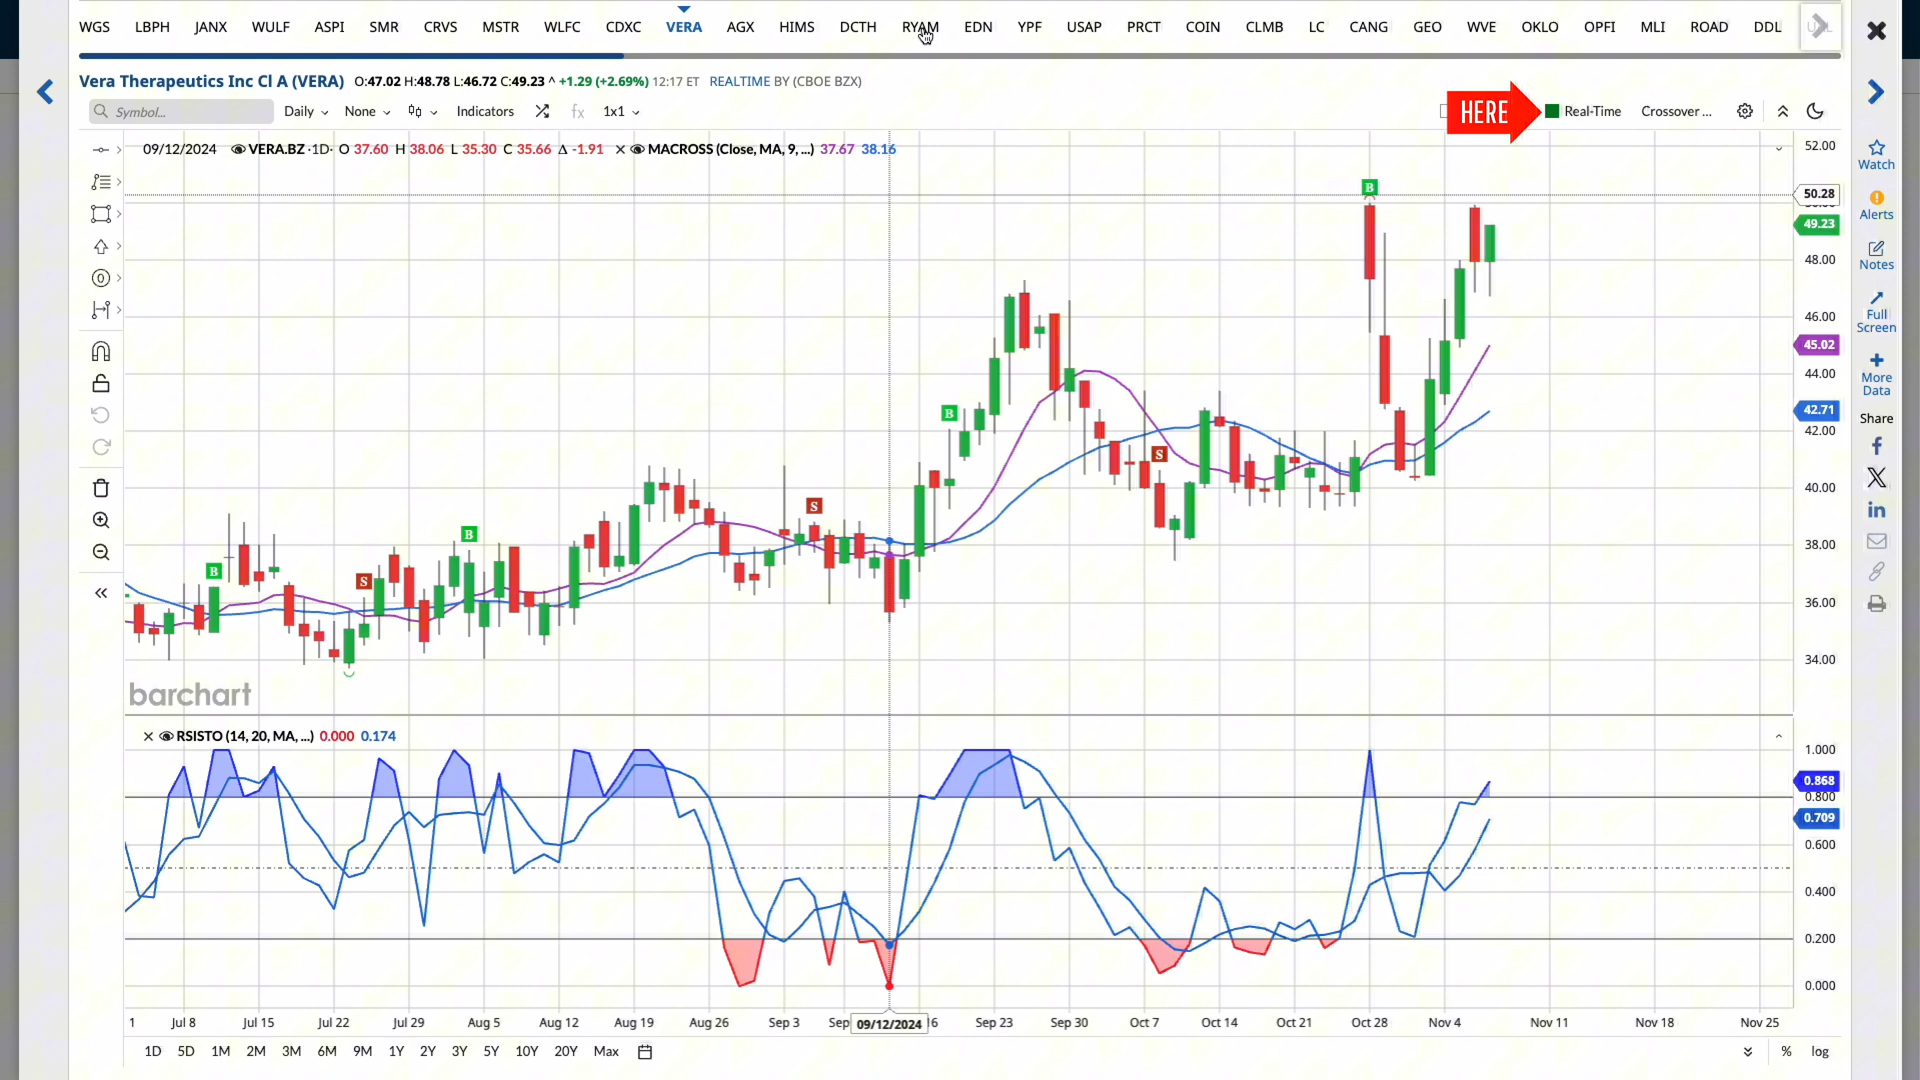 WGS LBPH JANX WULF ASPI SMR CRVS MSTR WLFC CDXC VERA AGX HIMS DCTH RYAM EDN YPF USAP PRCT COIN CLMB LC CANG GEO WVE OKLO OPFI MLI ROAD DDL
Vera Therapeutics Inc Cl A (VERA) O:47.02 H:48.78 L:46.72 C:49.23 ^ +1.29 (+2.69%) 12:17 ET REALTIME BY (CBOE BZX)
Symbol... Daily None Indicators fx 1x1 HERE Real-Time Crossover ...
09/12/2024 VERA.BZ · 1D · O 37.60 H 38.06 L 35.30 C 35.66 Δ -1.91 MACROSS (Close, MA, 9, ...) 37.67 38.16
52.00
50.28
49.23
48.00
46.00
45.02
44.00
42.71
42.00
40.00
38.00
36.00
34.00
B
B
S
S
B
S
B
barchart
RSISTO (14, 20, MA, ...) 0.000 0.174
1.000
0.868
0.800
0.709
0.600
0.400
0.200
0.000
1 Jul 8 Jul 15 Jul 22 Jul 29 Aug 5 Aug 12 Aug 19 Aug 26 Sep 3 Sep 09/12/2024 16 Sep 23 Sep 30 Oct 7 Oct 14 Oct 21 Oct 28 Nov 4 Nov 11 Nov 18 Nov 25
1D 5D 1M 2M 3M 6M 9M 1Y 2Y 3Y 5Y 10Y 20Y Max % log
Watch
Alerts
Notes
Full
Screen
More
Data
Share